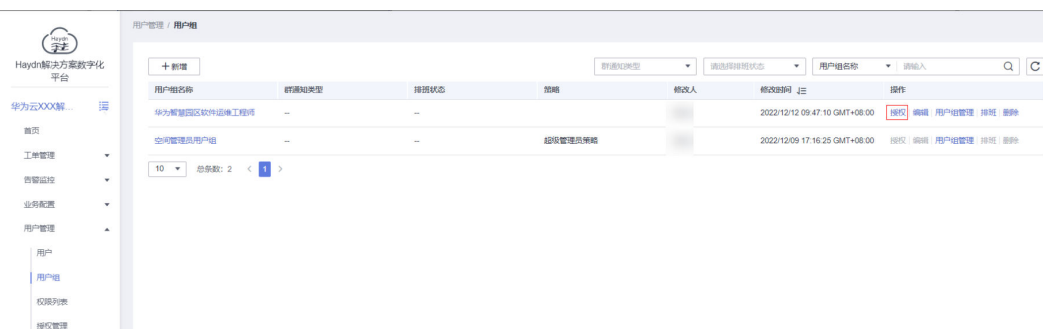 用户管理 / 用户组
Haydn
Haydn解决方案数字化
平台
华为云XXX解...
首页
工单管理
告警监控
业务配置
用户管理
用户
用户组
权限列表
授权管理
+ 新增
群通知类型
请选择排班状态
用户组名称
请输入
用户组名称 群通知类型 排班状态 策略 修改人 修改时间 操作
华为智慧园区软件运维工程师 -- -- 2022/12/12 09:47:10 GMT+08:00 授权 编辑 用户组管理 排班 删除
空间管理员用户组 -- -- 超级管理员策略 2022/12/09 17:16:25 GMT+08:00 授权 编辑 用户组管理 排班 删除
10 总条数: 2 < 1 >